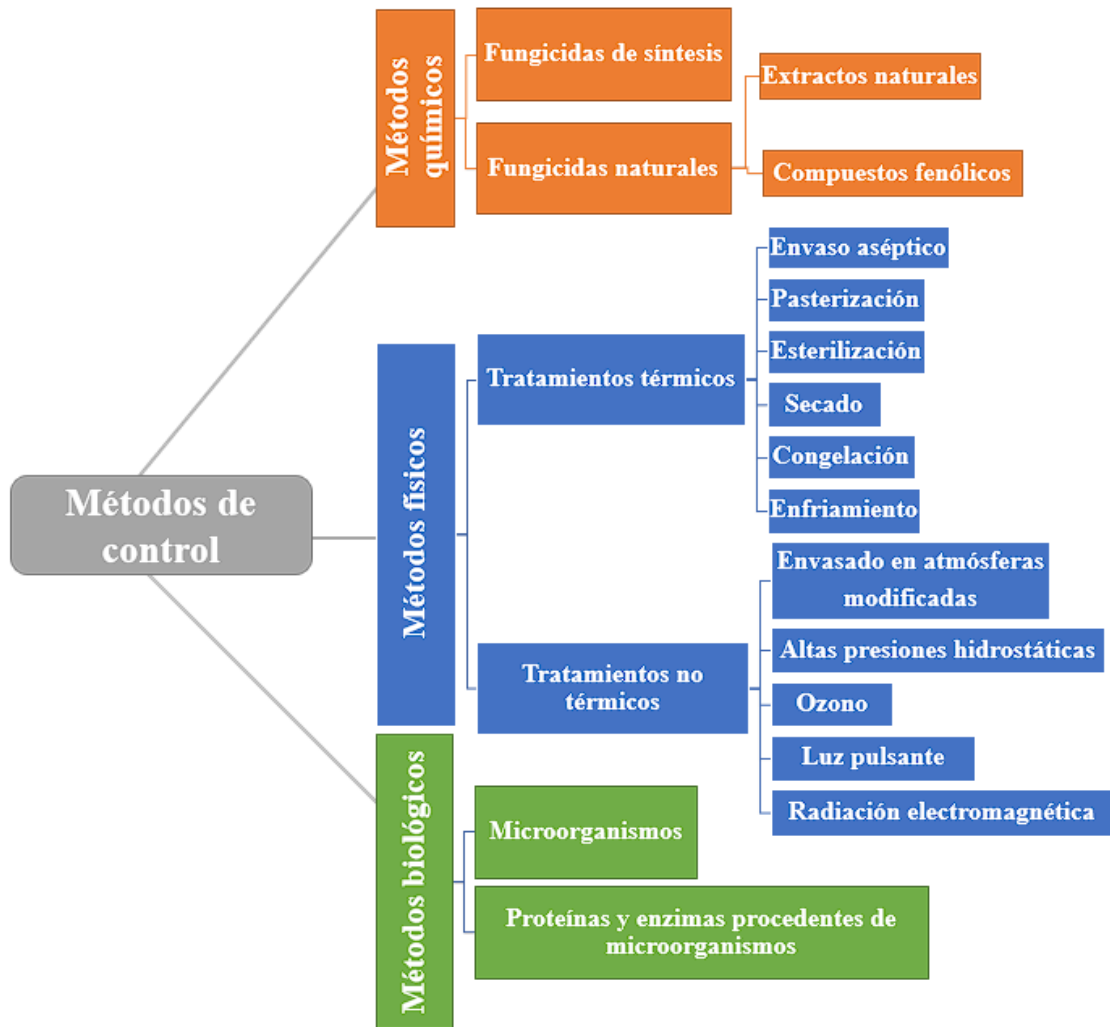 Métodos de
control
Métodos
químicos
Fungicidas de síntesis
Fungicidas naturales
Extractos naturales
Compuestos fenólicos
Métodos físicos
Tratamientos térmicos
Envaso aséptico
Pasterización
Esterilización
Secado
Congelación
Enfriamiento
Tratamientos no
térmicos
Envasado en atmósferas
modificadas
Altas presiones hidrostáticas
Ozono
Luz pulsante
Radiación electromagnética
Métodos biológicos
Microorganismos
Proteínas y enzimas procedentes de
microorganismos